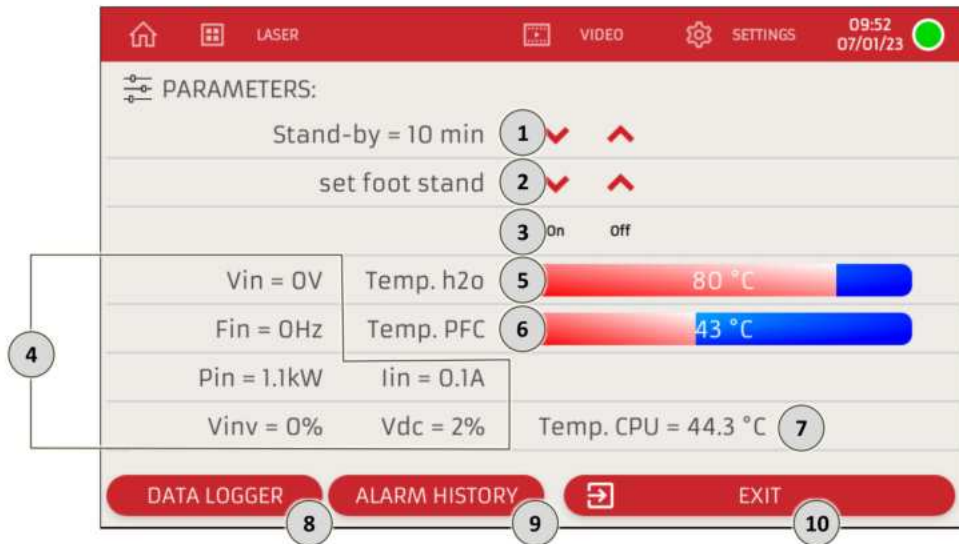 LASER VIDEO SETTINGS 09:52
07/01/23
PARAMETERS:
Stand-by = 10 min 1
set foot stand 2
3 On Off
Vin = 0V Temp. h2o 5 80 °C
Fin = 0Hz Temp. PFC 6 43 °C
4
Pin = 1.1kW Iin = 0.1A
Vinv = 0% Vdc = 2% Temp. CPU = 44.3 °C 7
DATA LOGGER ALARM HISTORY EXIT
8 9 10